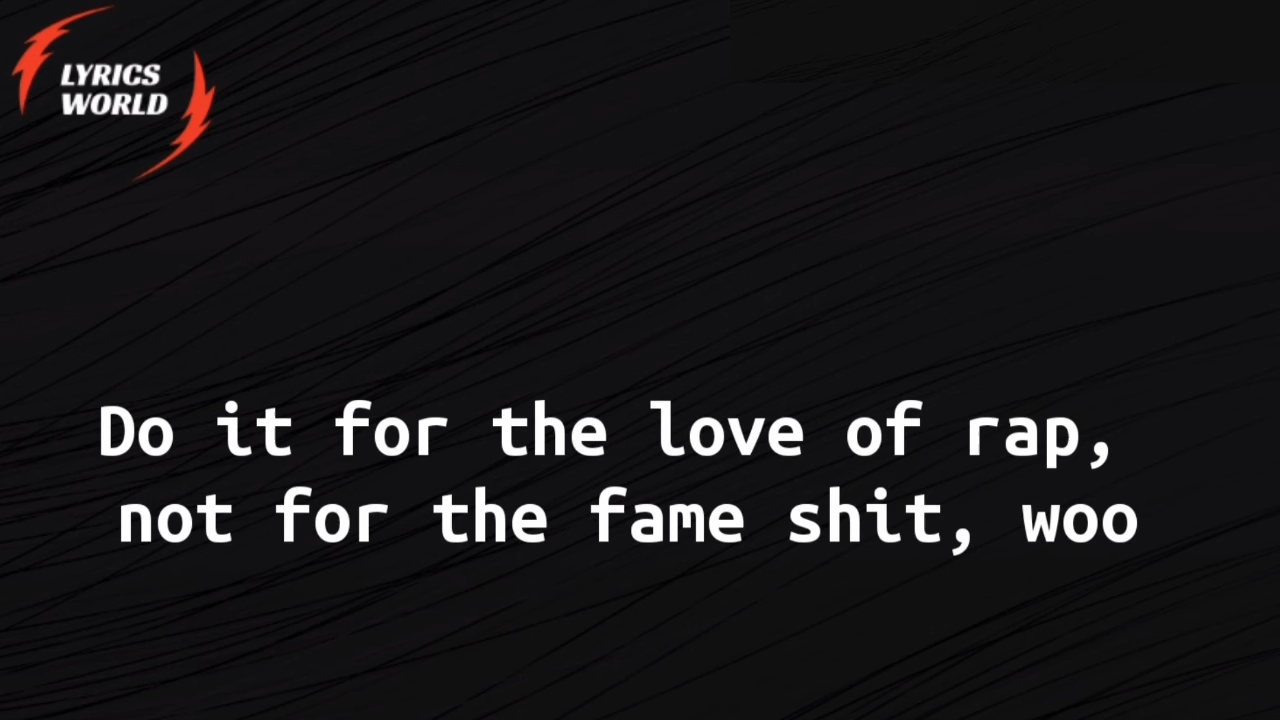 LYRICS
WORLD
Do it for the love of rap,
not for the fame shit, woo